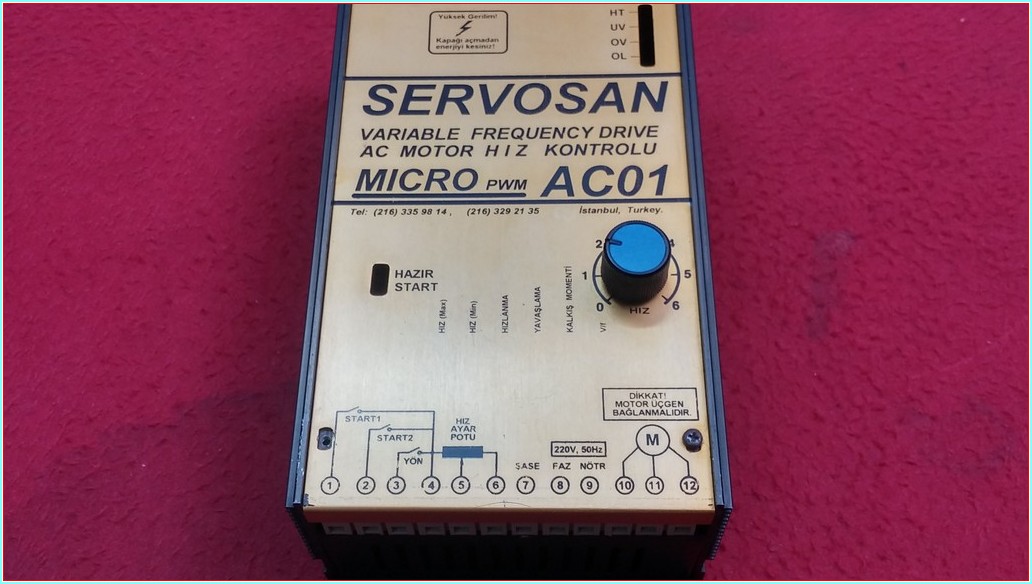 Yüksek Gerilim!
Kapağı açmadan
enerjiyi kesiniz!
HT
UV
OV
OL
SERVOSAN
VARIABLE FREQUENCY DRIVE
AC MOTOR HIZ KONTROLU
MICRO PWM AC01
Tel: (216) 335 98 14 , (216) 329 21 35 İstanbul, Turkey.
HAZIR
START
HIZ (Max)
HIZ (Min)
HIZLANMA
YAVAŞLAMA
KALKIŞ MOMENTİ
V/f
0 1 2 4 5 6
HIZ
DİKKAT!
MOTOR ÜÇGEN
BAĞLANMALIDIR.
START1
START2
YÖN
HIZ
AYAR
POTU
220V, 50Hz
M
ŞASE FAZ NÖTR
1 2 3 4 5 6 7 8 9 10 11 12